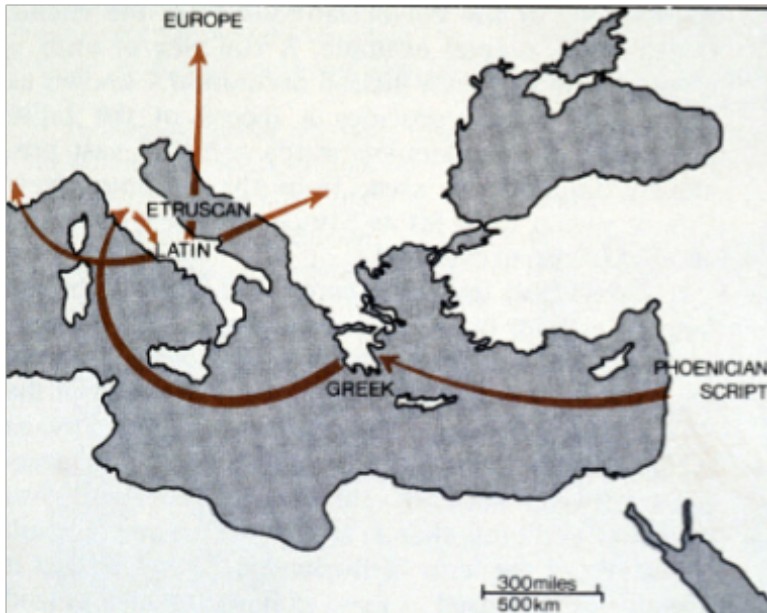 EUROPE
ETRUSCAN
LATIN
GREEK
PHOENICIAN
SCRIPT
300miles
500km